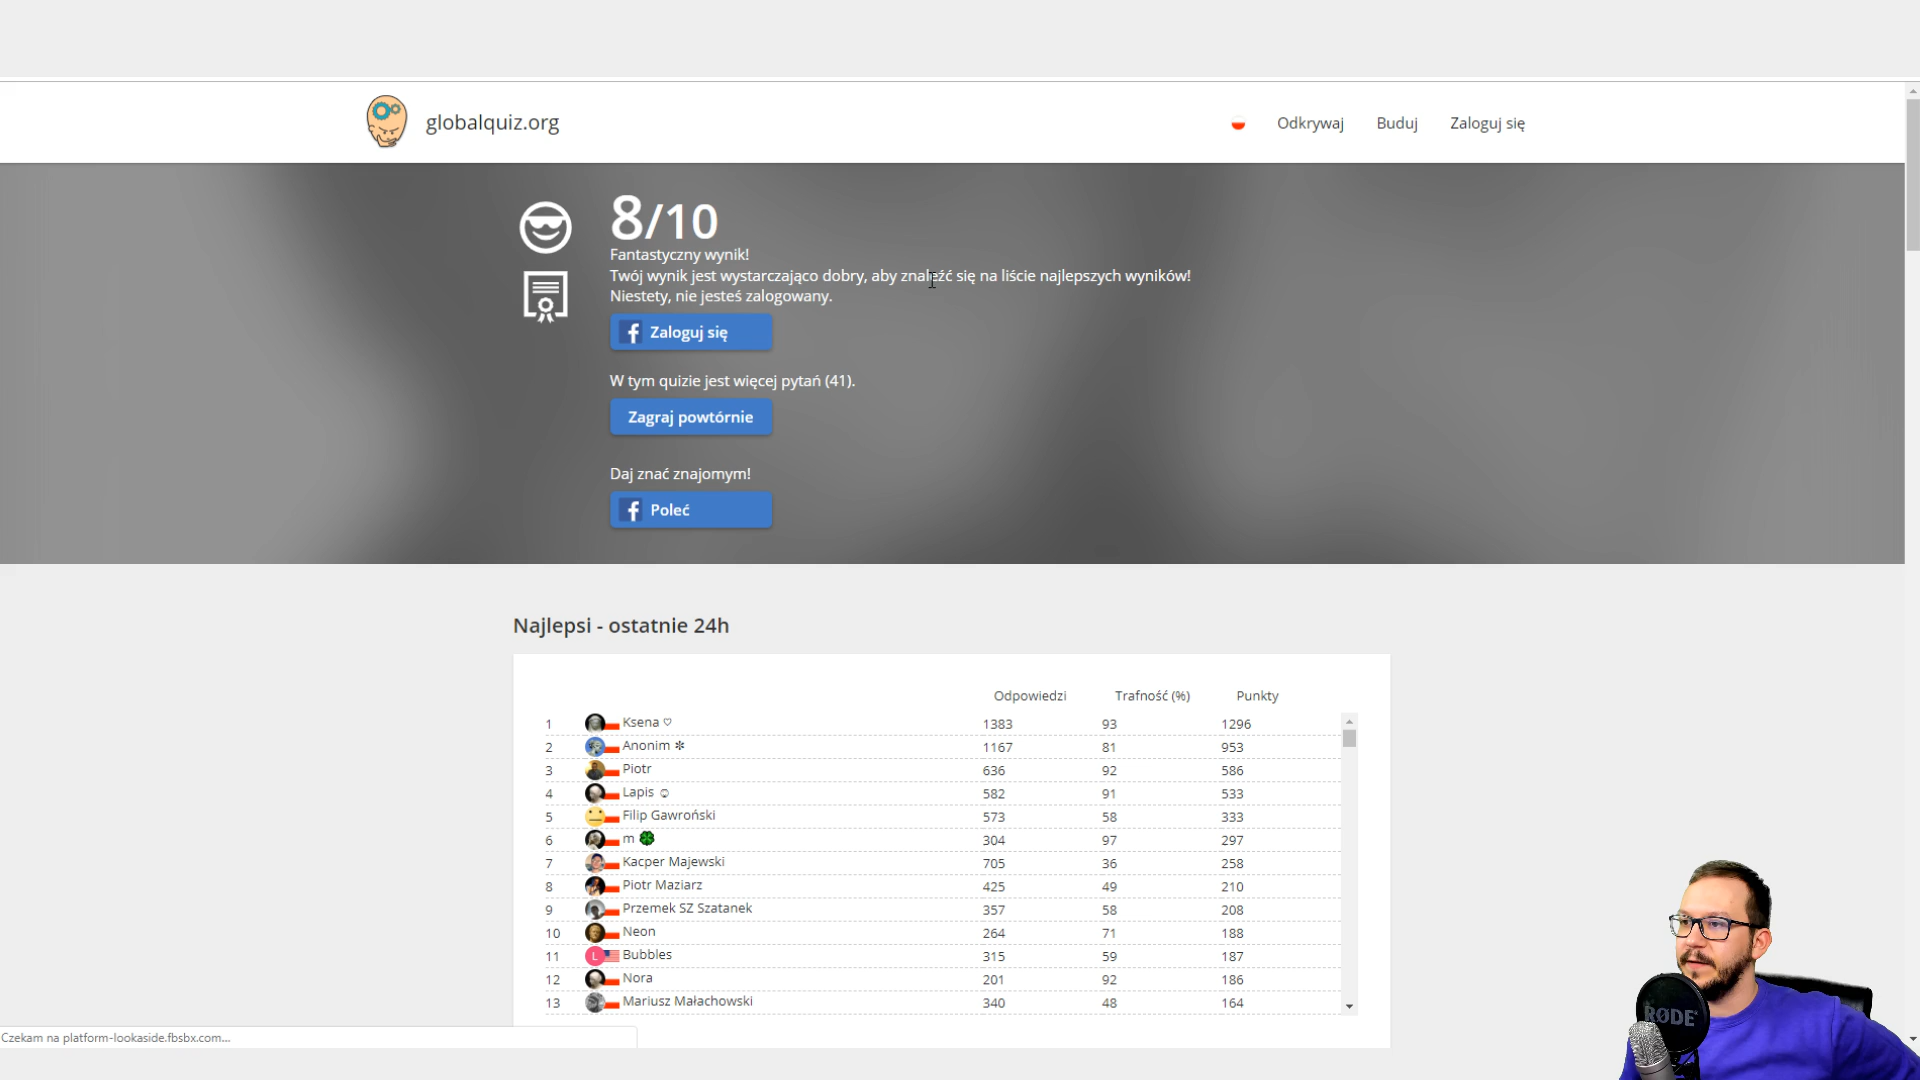 globalquiz.org
Odkrywaj
Buduj
Zaloguj się
8/10
Fantastyczny wynik!
Twój wynik jest wystarczająco dobry, aby znaleźć się na liście najlepszych wyników!
Niestety, nie jesteś zalogowany.
Zaloguj się
W tym quizie jest więcej pytań (41).
Zagraj powtórnie
Daj znać znajomym!
Poleć
Najlepsi - ostatnie 24h
Odpowiedzi Trafność (%) Punkty
1 Ksena ♡ 1383 93 1296
2 Anonim ✻ 1167 81 953
3 Piotr 636 92 586
4 Lapis 582 91 533
5 Filip Gawroński 573 58 333
6 m 🍀 304 97 297
7 Kacper Majewski 705 36 258
8 Piotr Maziarz 425 49 210
9 Przemek SZ Szatanek 357 58 208
10 Neon 264 71 188
11 L Bubbles 315 59 187
12 Nora 201 92 186
13 Mariusz Małachowski 340 48 164
Czekam na platform-lookaside.fbsbx.com...
RØDE